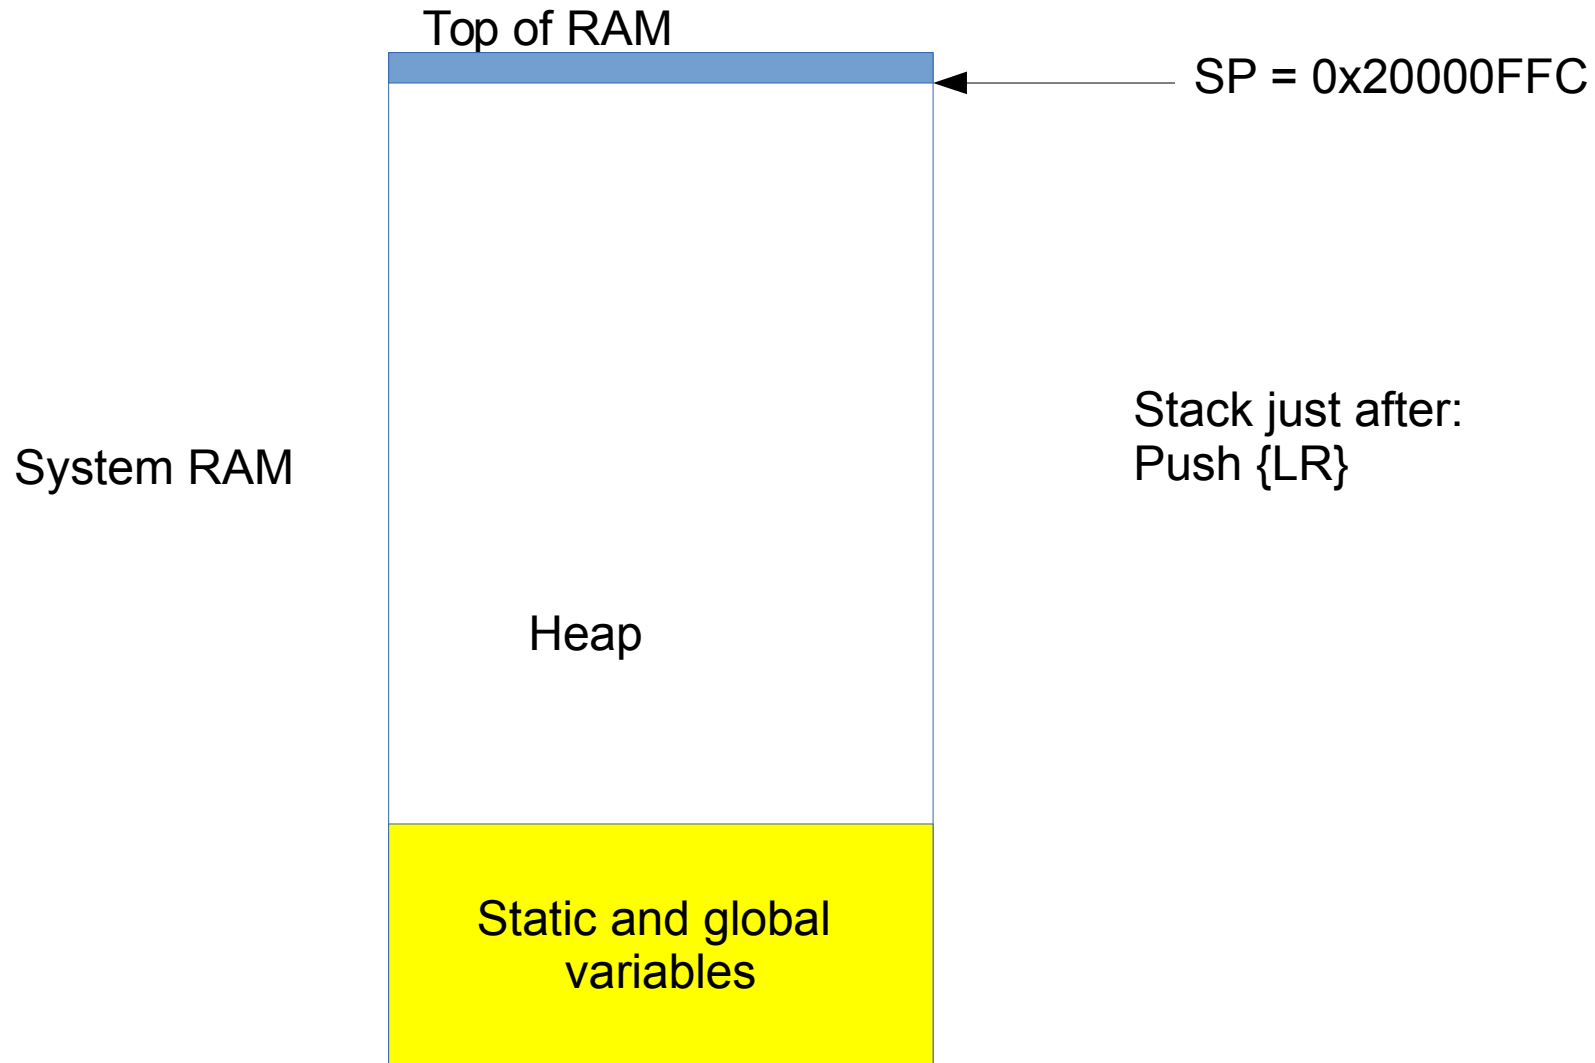 Top of RAM
SP = 0x20000FFC
Stack just after:
Push {LR}
System RAM
Heap
Static and global
variables